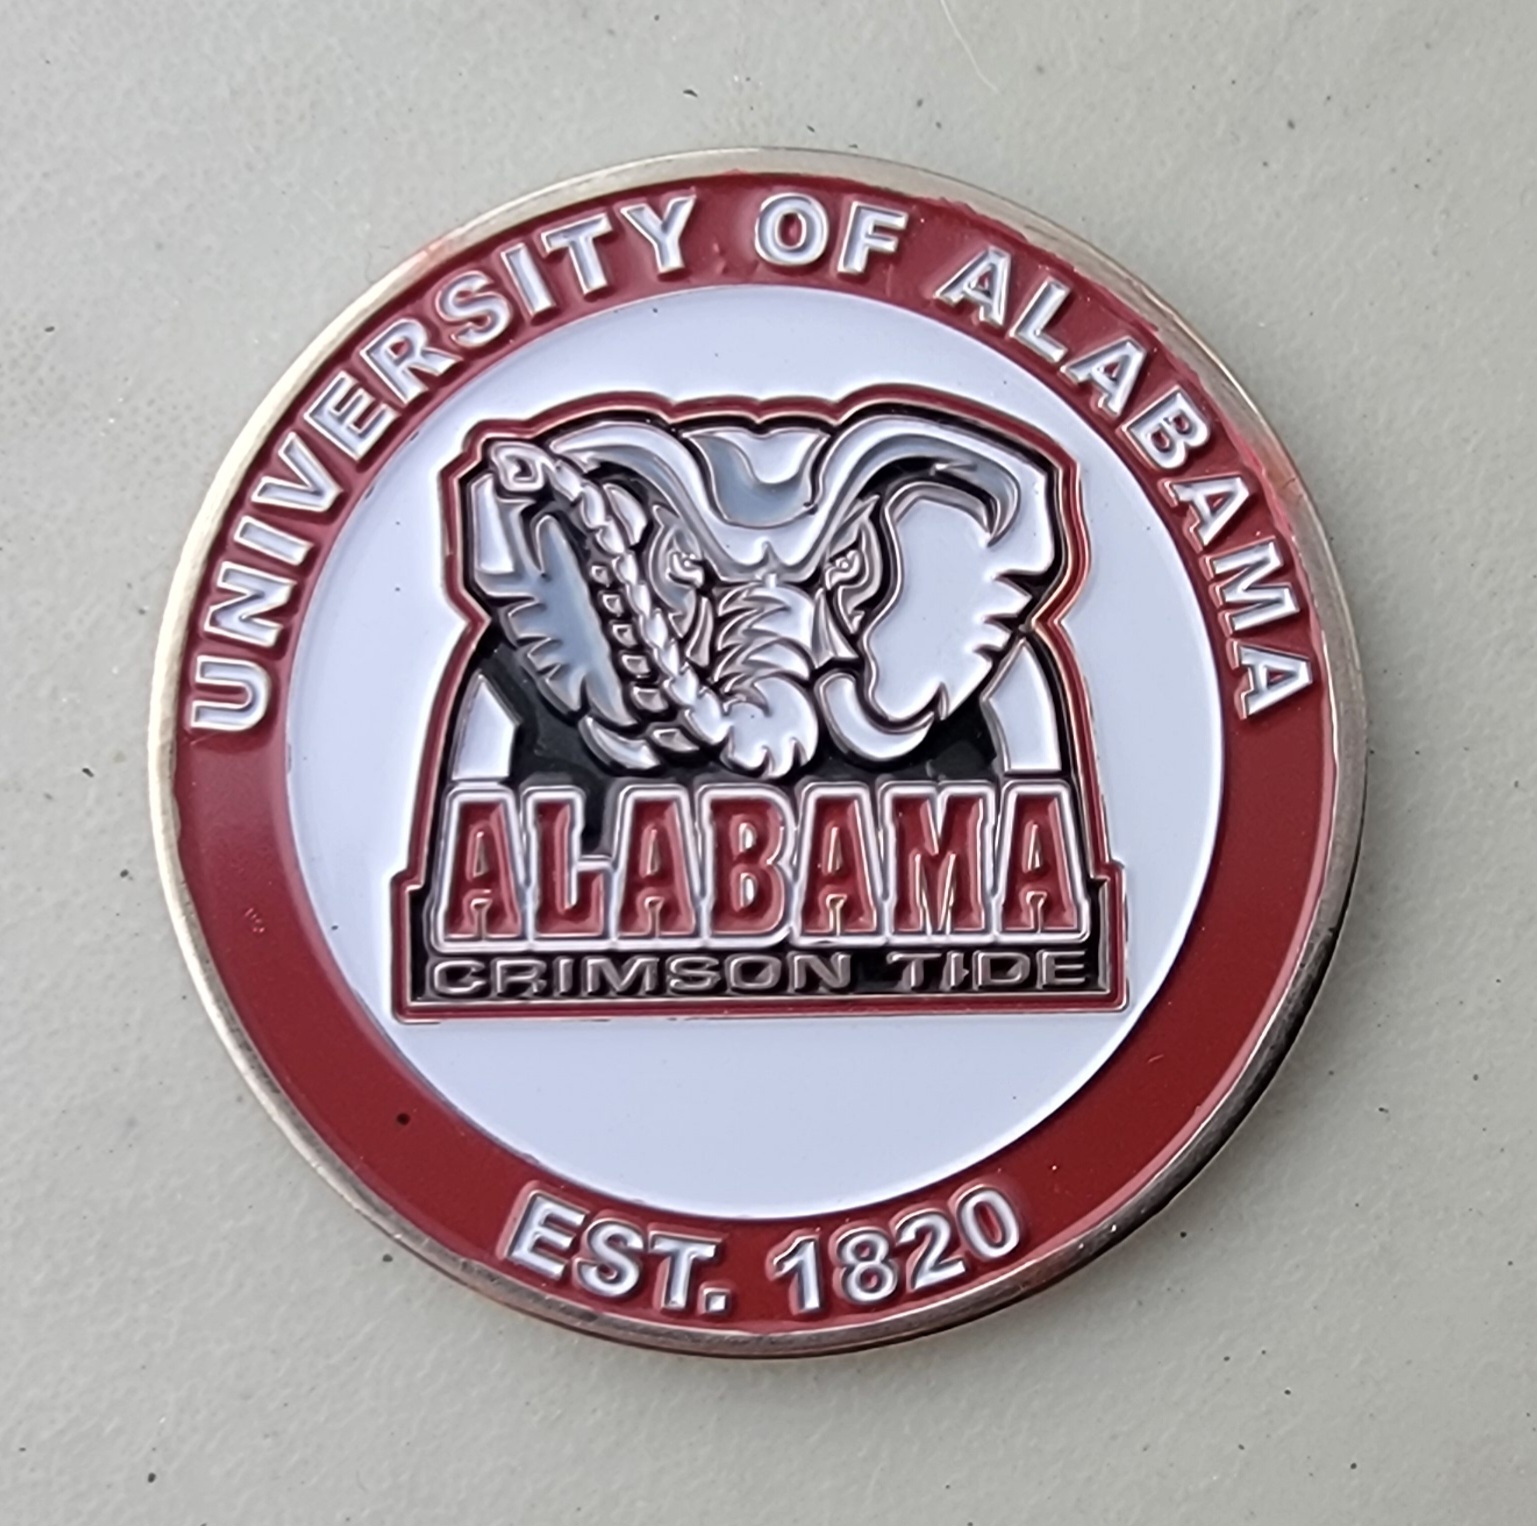 UNIVERSITY OF ALABAMA
ALABAMA
CRIMSON TIDE
EST. 1820